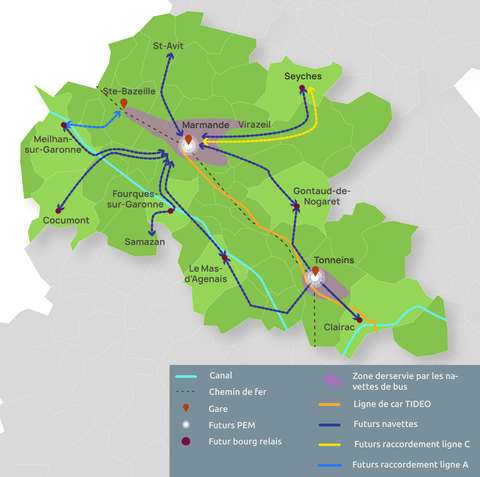 St-Avit
Seyches
Ste-Bazeille
Marmande
Virazeil
Meilhan-
sur-Garonne
Fourques-
sur-Garonne
Gontaud-de-
Nogaret
Cocumont
Samazan
Le Mas-
d'Agenais
Tonneins
Clairac
Canal
Chemin de fer
Gare
Futurs PEM
Futur bourg relais
Zone derservie par les na-
vettes de bus
Ligne de car TIDEO
Futurs navettes
Futurs raccordement ligne C
Futurs raccordement ligne A